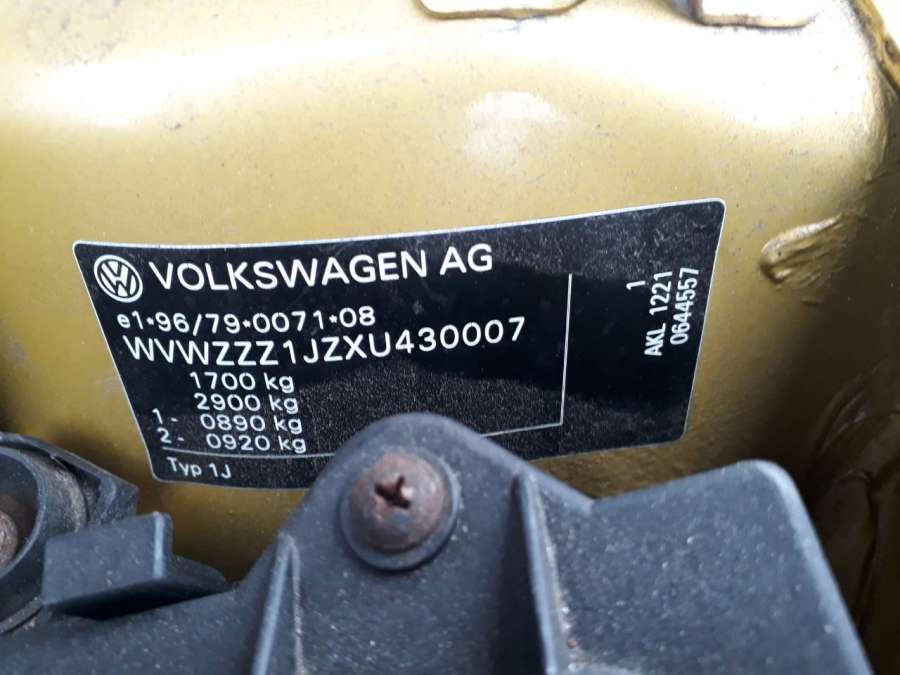 VOLKSWAGEN AG
e1*96/79*0071*08
WVWZZZ1JZXU430007
1700 kg
2900 kg
1- 0890 kg
2- 0920 kg
Typ 1J
1
AKL 1221
0644557